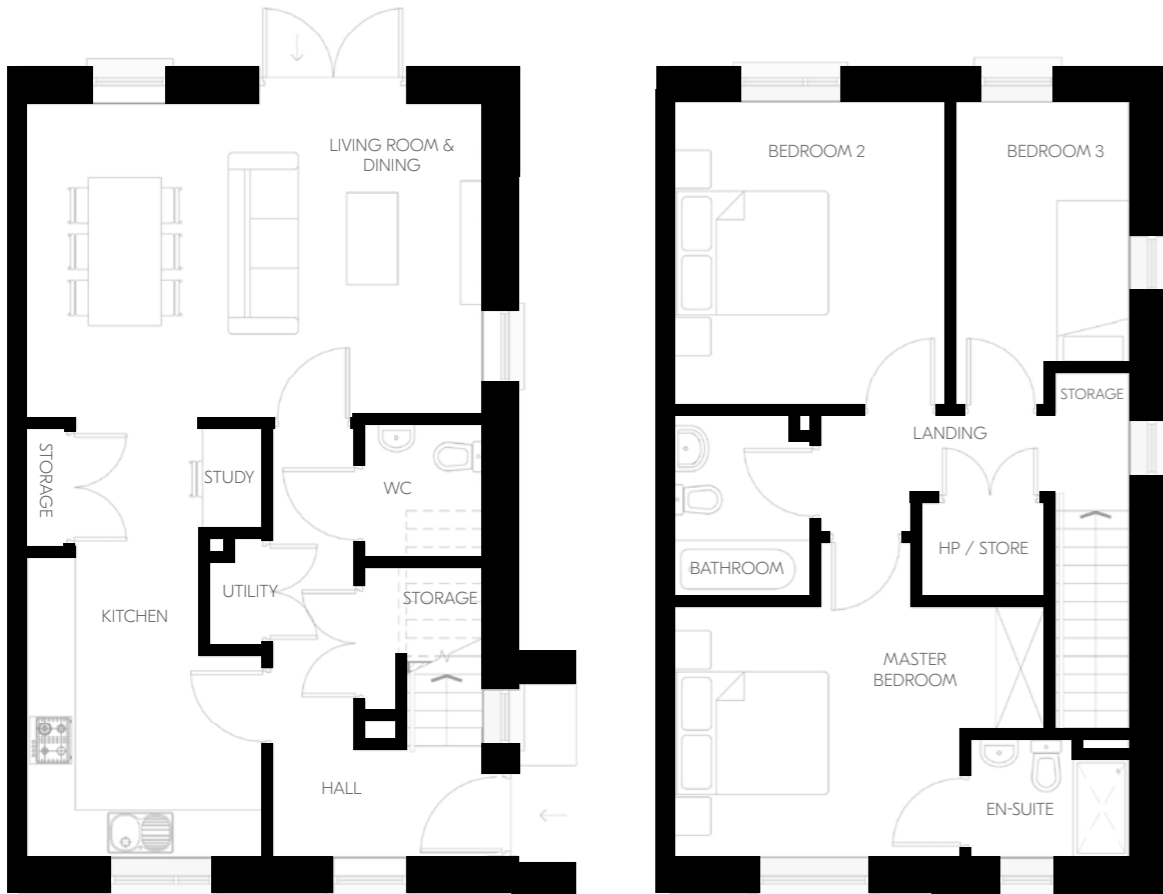 LIVING ROOM &
DINING
STORAGE
STUDY
WC
UTILITY
STORAGE
KITCHEN
HALL
BEDROOM 2
BEDROOM 3
STORAGE
LANDING
HP / STORE
BATHROOM
MASTER
BEDROOM
EN-SUITE